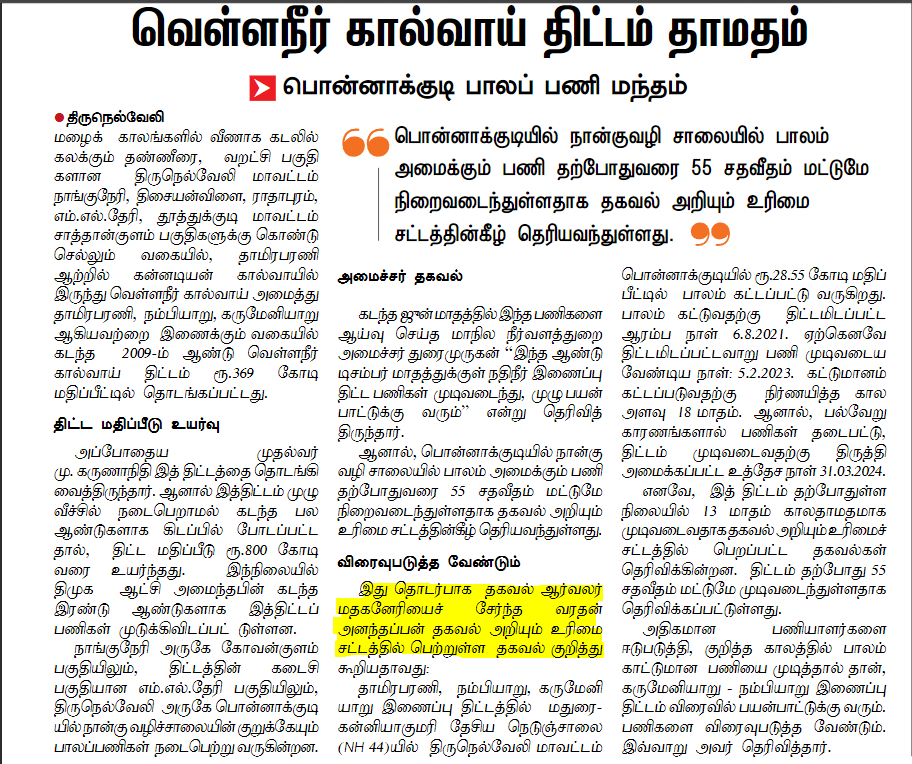 வெள்ளநீர் கால்வாய் திட்டம் தாமதம்
பொன்னாக்குடி பாலப் பணி மந்தம்
திருநெல்வேலி
மழைக் காலங்களில் வீணாக கடலில்
கலக்கும் தண்ணீரை, வறட்சி பகுதி
களான திருநெல்வேலி மாவட்டம்
நாங்குநேரி, திசையன்விளை, ராதாபுரம்,
எம்.எல்.தேரி, தூத்துக்குடி மாவட்டம்
சாத்தான்குளம் பகுதிகளுக்கு கொண்டு
செல்லும் வகையில், தாமிரபரணி
ஆற்றில் கன்னடியன் கால்வாயில்
இருந்து வெள்ளநீர் கால்வாய் அமைத்து
தாமிரபரணி, நம்பியாறு, கருமேனியாறு
ஆகியவற்றை இணைக்கும் வகையில்
கடந்த 2009-ம் ஆண்டு வெள்ளநீர்
கால்வாய் திட்டம் ரூ.369 கோடி
மதிப்பீட்டில் தொடங்கப்பட்டது.
திட்ட மதிப்பீடு உயர்வு
அப்போதைய முதல்வர்
மு. கருணாநிதி இத் திட்டத்தை தொடங்கி
வைத்திருந்தார். ஆனால் இத்திட்டம் முழு
வீச்சில் நடைபெறாமல் கடந்த பல
ஆண்டுகளாக கிடப்பில் போடப்பட்ட
தால், திட்ட மதிப்பீடு ரூ.800 கோடி
வரை உயர்ந்தது. இந்நிலையில்
திமுக ஆட்சி அமைந்தபின் கடந்த
இரண்டு ஆண்டுகளாக இத்திட்டப்
பணிகள் முடுக்கிவிடப்பட் டுள்ளன.
நாங்குநேரி அருகே கோவன்குளம்
பகுதியிலும், திட்டத்தின் கடைசி
பகுதியான எம்.எல்.தேரி பகுதியிலும்,
திருநெல்வேலி அருகே பொன்னாக்குடி
யில் நான்கு வழிச்சாலையின் குறுக்கேயும்
பாலப்பணிகள் நடைபெற்று வருகின்றன.
பொன்னாக்குடியில் நான்குவழி சாலையில் பாலம்
அமைக்கும் பணி தற்போதுவரை 55 சதவீதம் மட்டுமே
நிறைவடைந்துள்ளதாக தகவல் அறியும் உரிமை
சட்டத்தின்கீழ் தெரியவந்துள்ளது.
அமைச்சர் தகவல்
கடந்த ஜுன் மாதத்தில் இந்த பணிகளை
ஆய்வு செய்த மாநில நீர்வளத்துறை
அமைச்சர் துரைமுருகன் “இந்த ஆண்டு
டிசம்பர் மாதத்துக்குள் நதிநீர் இணைப்பு
திட்ட பணிகள் முடிவடைந்து, முழு பயன்
பாட்டுக்கு வரும்” என்று தெரிவித்
திருந்தார்.
ஆனால், பொன்னாக்குடியில் நான்கு
வழி சாலையில் பாலம் அமைக்கும் பணி
தற்போதுவரை 55 சதவீதம் மட்டுமே
நிறைவடைந்துள்ளதாக தகவல் அறியும்
உரிமை சட்டத்தின்கீழ் தெரியவந்துள்ளது.
விரைவுபடுத்த வேண்டும்
இது தொடர்பாக தகவல் ஆர்வலர்
மதகனேரியைச் சேர்ந்த வரதன்
அனந்தப்பன் தகவல் அறியும் உரிமை
சட்டத்தில் பெற்றுள்ள தகவல் குறித்து
கூறியதாவது:
தாமிரபரணி, நம்பியாறு, கருமேனி
யாறு இணைப்பு திட்டத்தில் மதுரை-
கன்னியாகுமரி தேசிய நெடுஞ்சாலை
(NH 44)யில் திருநெல்வேலி மாவட்டம்
பொன்னாக்குடியில் ரூ.28.55 கோடி மதிப்
பீட்டில் பாலம் கட்டப்பட்டு வருகிறது.
பாலம் கட்டுவதற்கு திட்டமிடப்பட்ட
ஆரம்ப நாள் 6.8.2021. ஏற்கெனவே
திட்டமிடப்பட்டவாறு பணி முடிவடைய
வேண்டிய நாள்: 5.2.2023. கட்டுமானம்
கட்டப்படுவதற்கு நிர்ணயித்த கால
அளவு 18 மாதம். ஆனால், பல்வேறு
காரணங்களால் பணிகள் தடைபட்டு,
திட்டம் முடிவடைவதற்கு திருத்தி
அமைக்கப்பட்ட உத்தேச நாள் 31.03.2024.
எனவே, இத் திட்டம் தற்போதுள்ள
நிலையில் 13 மாதம் காலதாமதமாக
முடிவடைவதாக தகவல் அறியும் உரிமைச்
சட்டத்தில் பெறப்பட்ட தகவல்கள்
தெரிவிக்கின்றன. திட்டம் தற்போது 55
சதவீதம் மட்டுமே முடிவடைந்துள்ளதாக
தெரிவிக்கப்பட்டுள்ளது.
அதிகமான பணியாளர்களை
ஈடுபடுத்தி, குறித்த காலத்தில் பாலம்
காட்டுமான பணியை முடித்தால் தான்,
கருமேனியாறு - நம்பியாறு இணைப்பு
திட்டம் விரைவில் பயன்பாட்டுக்கு வரும்.
பணிகளை விரைவுபடுத்த வேண்டும்.
இவ்வாறு அவர் தெரிவித்தார்.